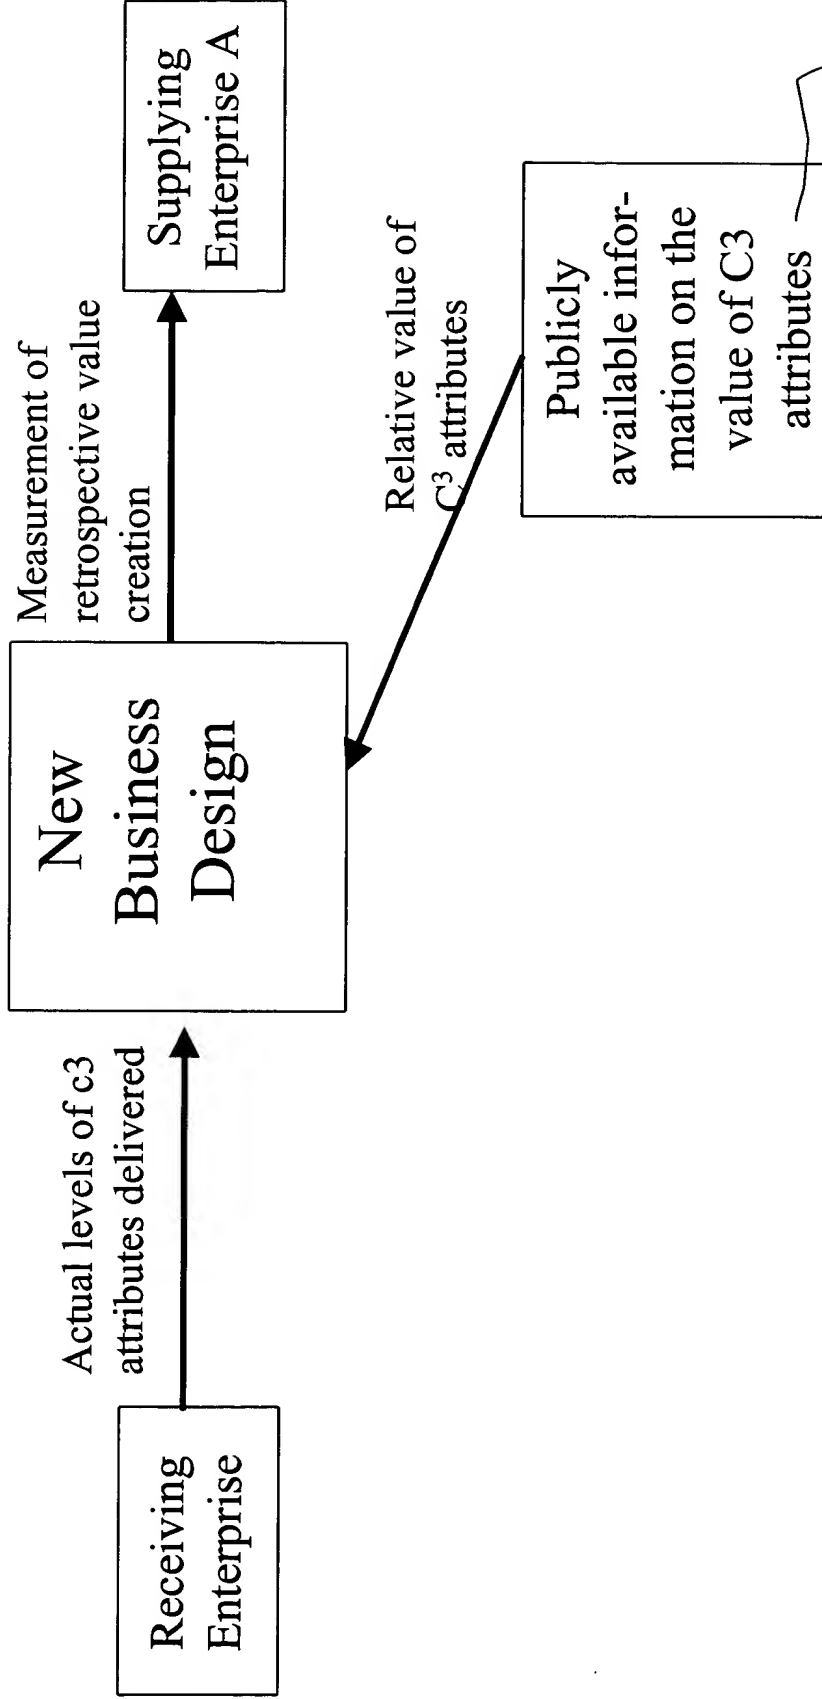 Receiving
Enterprise
Actual levels of c3
attributes delivered
New
Business
Design
Measurement of
retrospective value
creation
Supplying
Enterprise A
Relative value of
C³ attributes
Publicly
available infor-
mation on the
value of C3
attributes